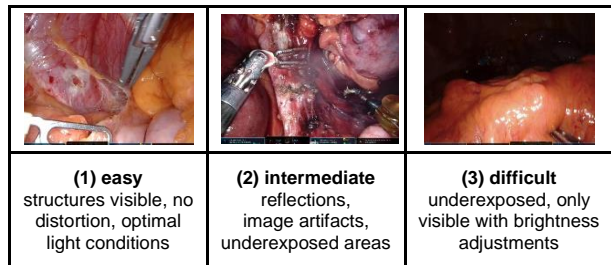 (1) easy
structures visible, no
distortion, optimal
light conditions
(2) intermediate
reflections,
image artifacts,
underexposed areas
(3) difficult
underexposed, only
visible with brightness
adjustments